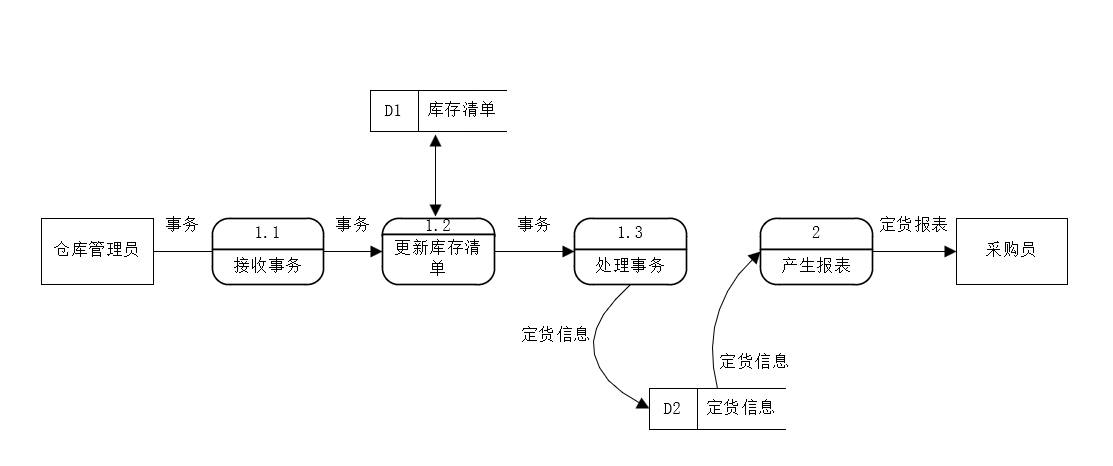 D1
库存清单
仓库管理员
事务
1.1
接收事务
事务
1.2
更新库存清
单
事务
1.3
处理事务
2
产生报表
定货报表
采购员
定货信息
定货信息
D2
定货信息